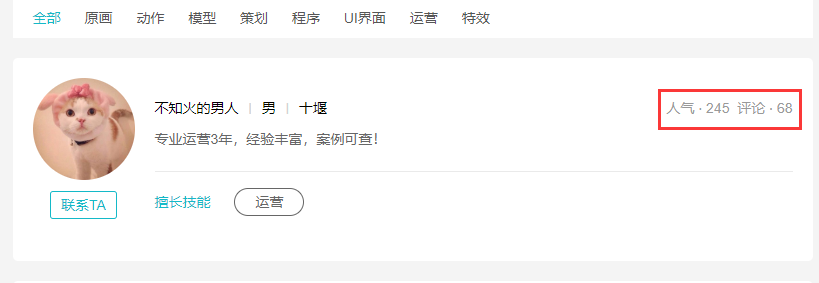 全部 原画 动作 模型 策划 程序 UI界面 运营 特效
不知火的男人 | 男 | 十堰 人气 · 245 评论 · 68
专业运营3年，经验丰富，案例可查！
联系TA 擅长技能 运营